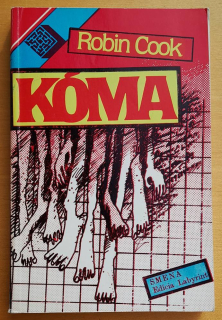 Robin Cook
KÓMA
SMENA
Edícia Labyrint